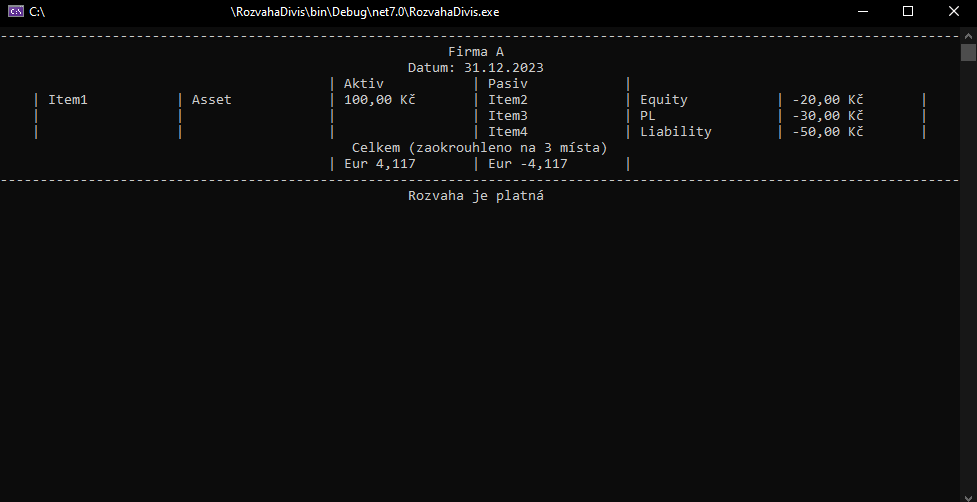 C:\ \RozvahaDivis\bin\Debug\net7.0\RozvahaDivis.exe
------------------------------------------------------------------------------------------------------------------------
Firma A
Datum: 31.12.2023
| Aktiv | Pasiv |
| Item1 | Asset | 100,00 Kč | Item2 | Equity | -20,00 Kč |
| | | | Item3 | PL | -30,00 Kč |
| | | | Item4 | Liability | -50,00 Kč |
Celkem (zaokrouhleno na 3 místa)
| Eur 4,117 | Eur -4,117 |
------------------------------------------------------------------------------------------------------------------------
Rozvaha je platná